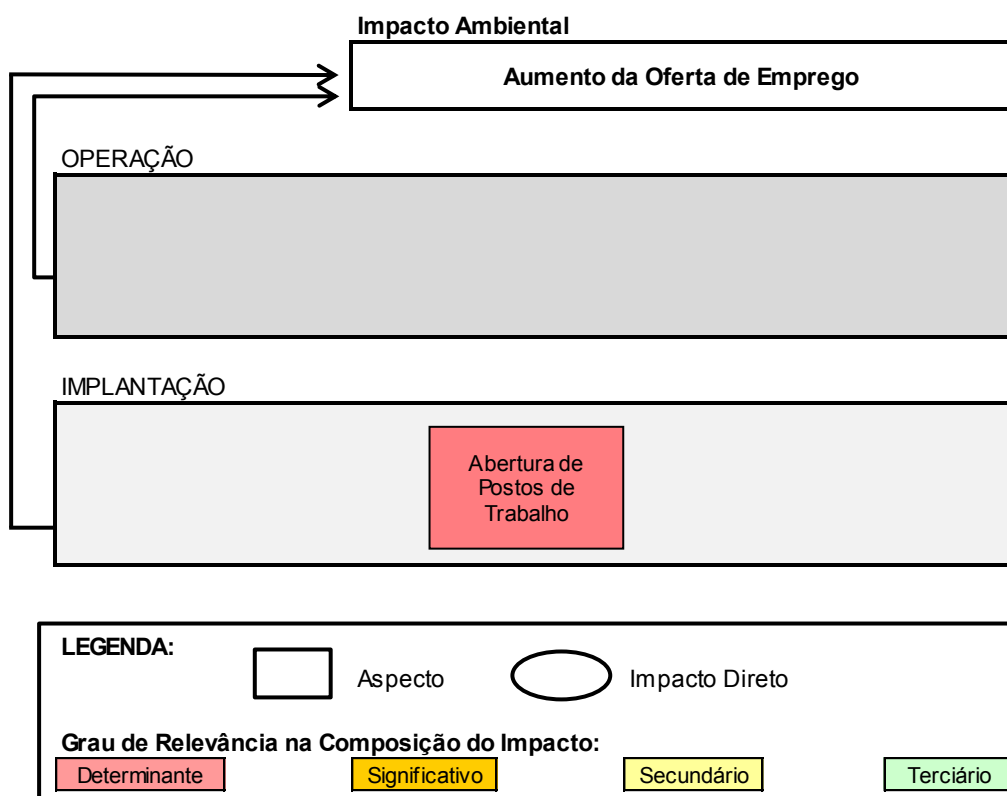 Impacto Ambiental
Aumento da Oferta de Emprego
OPERAÇÃO
IMPLANTAÇÃO
Abertura de
Postos de
Trabalho
LEGENDA:
Aspecto
Impacto Direto
Grau de Relevância na Composição do Impacto:
Determinante Significativo Secundário Terciário